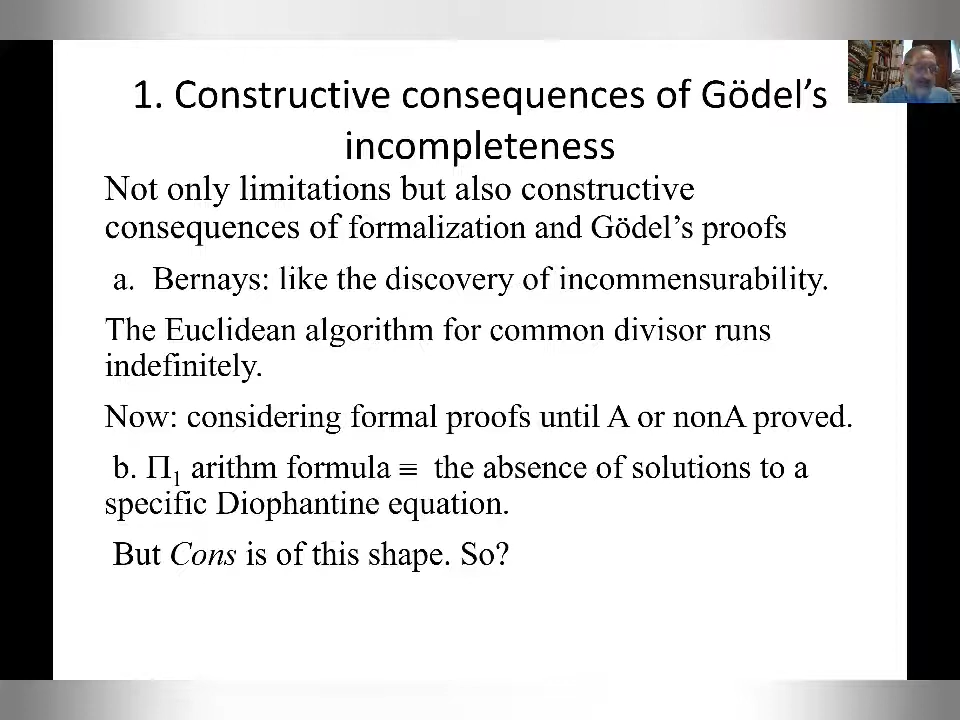 1. Constructive consequences of Gödel’s
incompleteness
Not only limitations but also constructive
consequences of formalization and Gödel’s proofs
a. Bernays: like the discovery of incommensurability.
The Euclidean algorithm for common divisor runs
indefinitely.
Now: considering formal proofs until A or nonA proved.
b. Π₁ arithm formula ≡ the absence of solutions to a
specific Diophantine equation.
But Cons is of this shape. So?